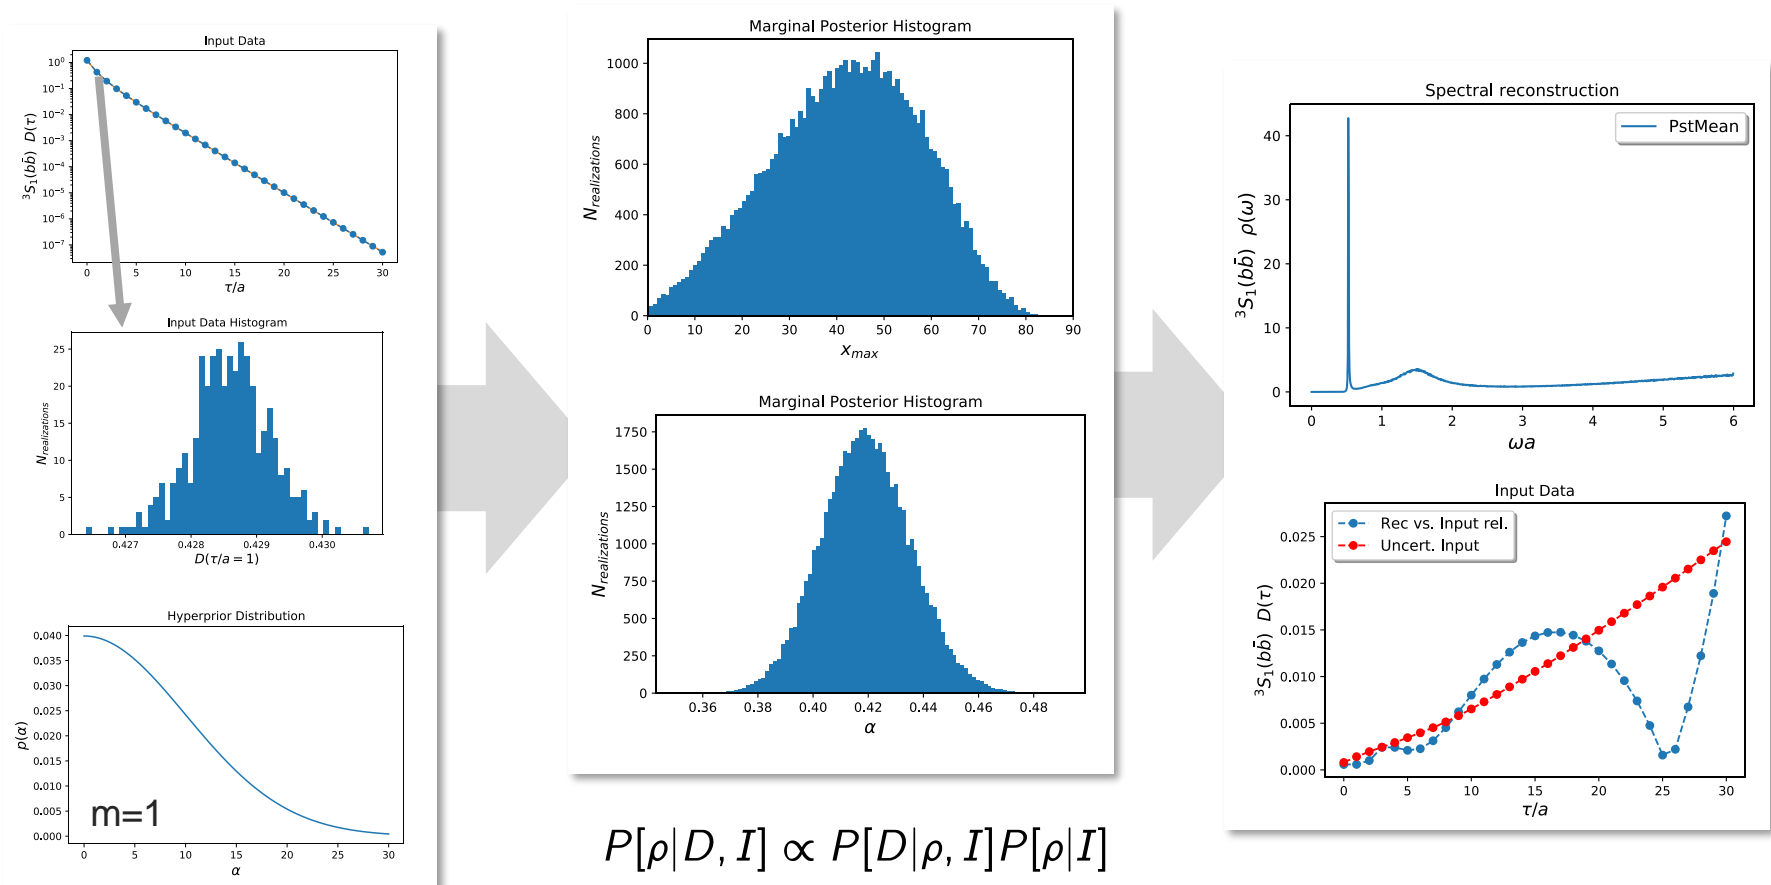 Input Data
³S₁(bb̄) D(τ)
10⁰
10⁻¹
10⁻²
10⁻³
10⁻⁴
10⁻⁵
10⁻⁶
10⁻⁷
0 5 10 15 20 25 30
τ/a
Input Data Histogram
N_realizations
25
20
15
10
5
0
0.427 0.428 0.429 0.430
D(τ/a = 1)
Hyperprior Distribution
p(α)
0.040
0.035
0.030
0.025
0.020
0.015
0.010
0.005
0.000
m=1
0 5 10 15 20 25 30
α
Marginal Posterior Histogram
N_realizations
1000
800
600
400
200
0
0 10 20 30 40 50 60 70 80 90
x_max
Marginal Posterior Histogram
N_realizations
1750
1500
1250
1000
750
500
250
0
0.36 0.38 0.40 0.42 0.44 0.46 0.48
α
P[ρ|D, I] ∝ P[D|ρ, I]P[ρ|I]
Spectral reconstruction
PstMean
³S₁(bb̄) ρ(ω)
40
30
20
10
0
0 1 2 3 4 5 6
ωa
Input Data
Rec vs. Input rel.
Uncert. Input
³S₁(bb̄) D(τ)
0.025
0.020
0.015
0.010
0.005
0.000
0 5 10 15 20 25 30
τ/a